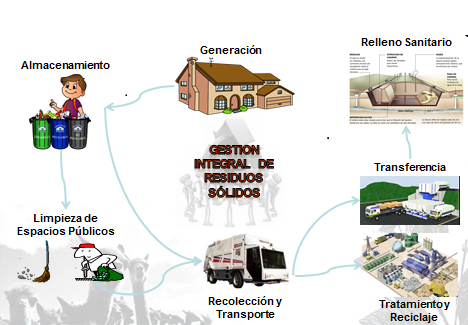 Generación
Relleno Sanitario
Almacenamiento
GESTION
INTEGRAL DE
RESIDUOS
SÓLIDOS
Transferencia
Limpieza de
Espacios Públicos
Recolección y
Transporte
Tratamiento y
Reciclaje